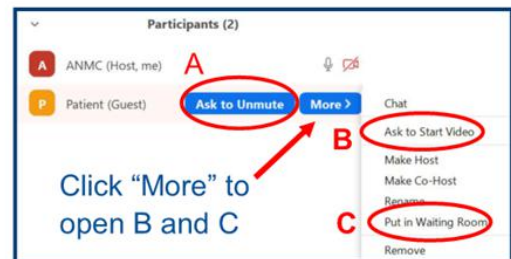 Participants (2)
A ANMC (Host, me) A
P Patient (Guest) Ask to Unmute More > Chat
B Ask to Start Video
Make Host
Make Co-Host
Rename
C Put in Waiting Room
Remove
Click “More” to
open B and C